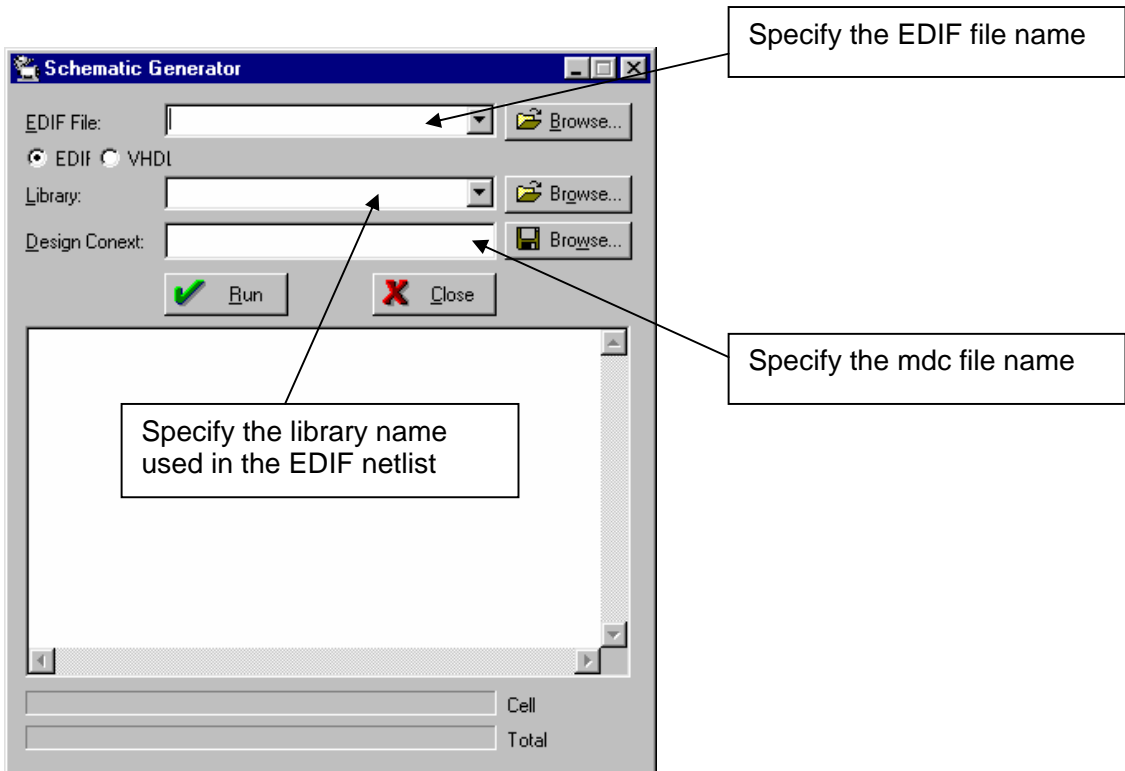 Specify the EDIF file name
Schematic Generator
EDIF File:
Browse...
EDIF VHDL
Library:
Browse...
Design Conext:
Browse...
Run
Close
Specify the mdc file name
Specify the library name
used in the EDIF netlist
Cell
Total